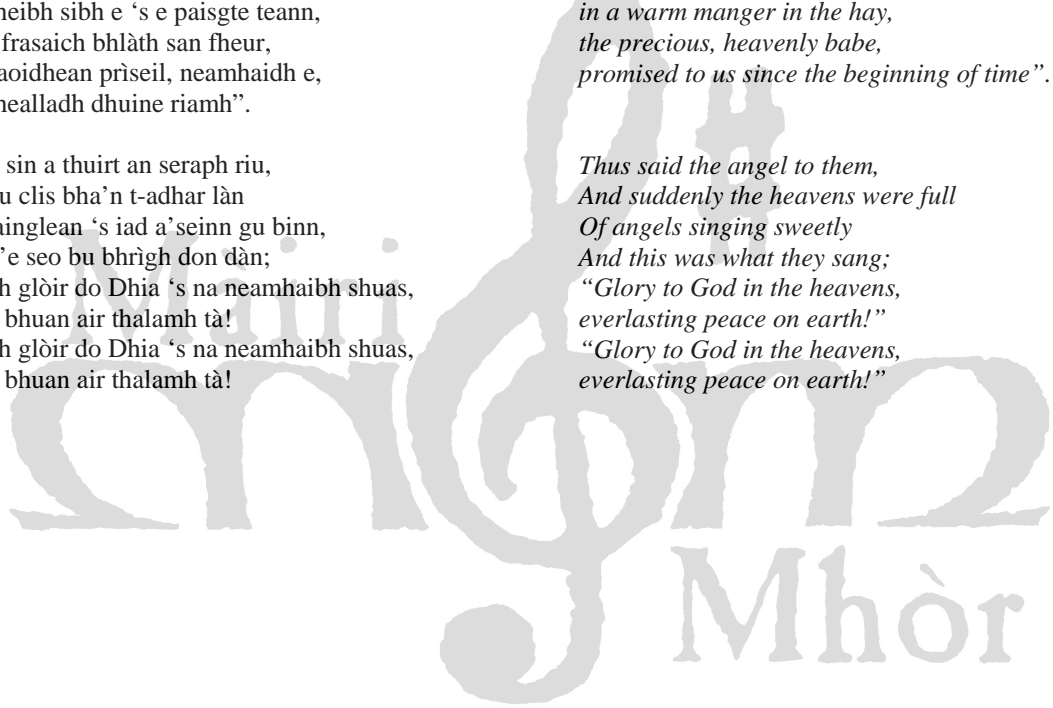 heibh sibh e ‘s e paisgte teann,
frasaich bhlàth san fheur,
aoidhean prìseil, neamhaidh e,
healladh dhuine riamh”.
sin a thuirt an seraph riu,
u clis bha’n t-adhar làn
ainglean ‘s iad a’seinn gu binn,
’e seo bu bhrìgh don dàn;
h glòir do Dhia ‘s na neamhaibh shuas,
bhuan air thalamh tà!
h glòir do Dhia ‘s na neamhaibh shuas,
bhuan air thalamh tà!
in a warm manger in the hay,
the precious, heavenly babe,
promised to us since the beginning of time”.
Thus said the angel to them,
And suddenly the heavens were full
Of angels singing sweetly
And this was what they sang;
“Glory to God in the heavens,
everlasting peace on earth!”
“Glory to God in the heavens,
everlasting peace on earth!”
Màiri
Mhòr